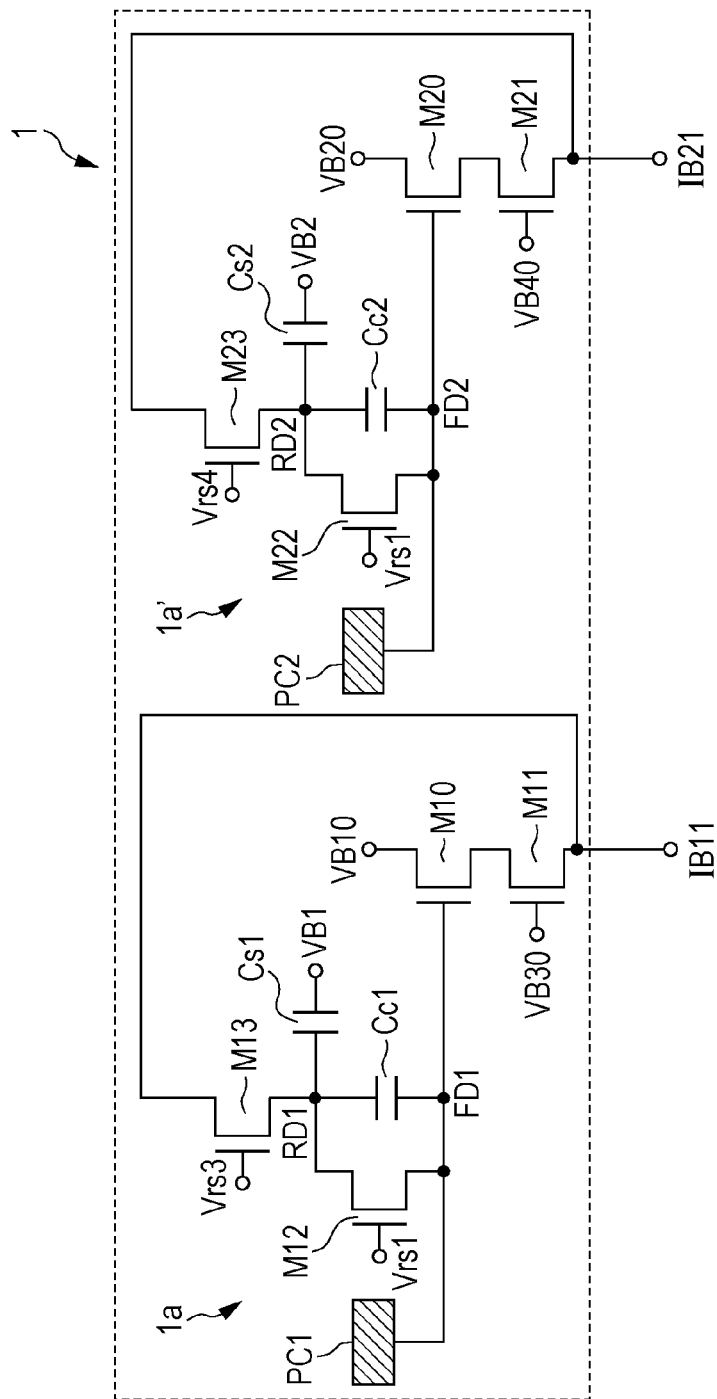 1
1a
PC1
M12
Vrs1
Vrs3
M13
RD1
Cs1
VB1
Cc1
FD1
VB10
M10
M11
VB30
IB11
1a'
PC2
M22
Vrs1
Vrs4
M23
RD2
Cs2
VB2
Cc2
FD2
VB20
M20
M21
VB40
IB21